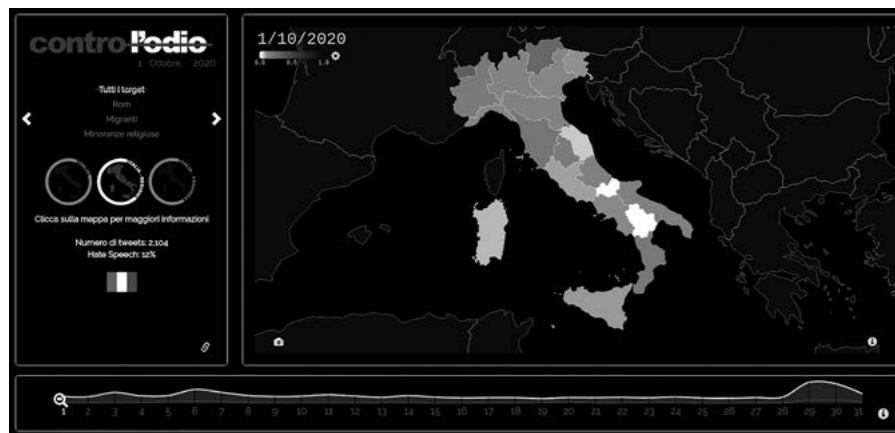 contro l'odio
1 Ottobre 2020
Tutti i target
Rom
Migranti
Minoranze religiose
Clicca sulla mappa per maggiori informazioni
Numero di tweets: 2,104
Hate Speech: 12%
1/10/2020
0.0 0.5 1.0
1 2 3 4 5 6 7 8 9 10 11 12 13 14 15 16 17 18 19 20 21 22 23 24 25 26 27 28 29 30 31